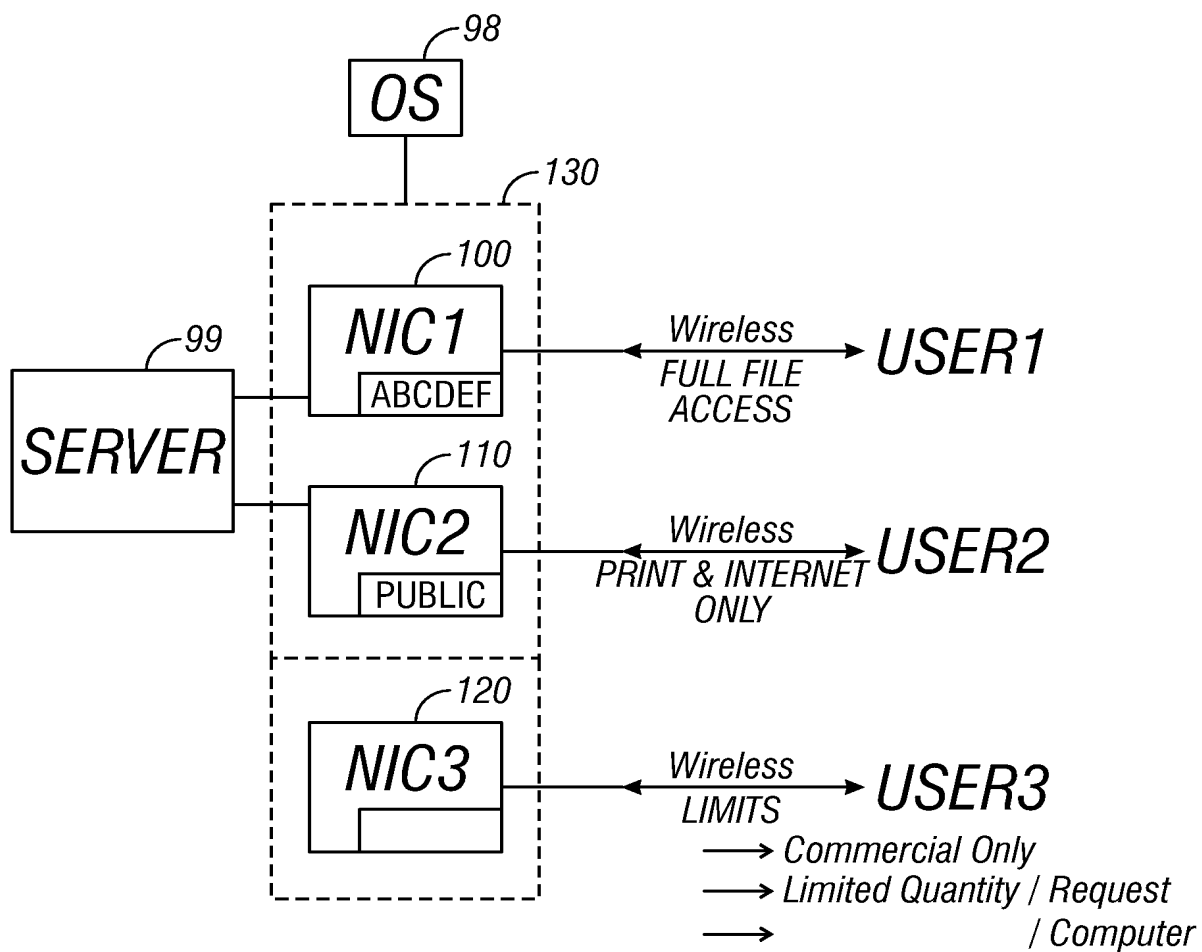 98
OS
130
100
NIC1
ABCDEF
Wireless
FULL FILE
ACCESS
USER1
99
SERVER
110
NIC2
PUBLIC
Wireless
PRINT & INTERNET
ONLY
USER2
120
NIC3
Wireless
LIMITS
USER3
Commercial Only
Limited Quantity / Request
/ Computer